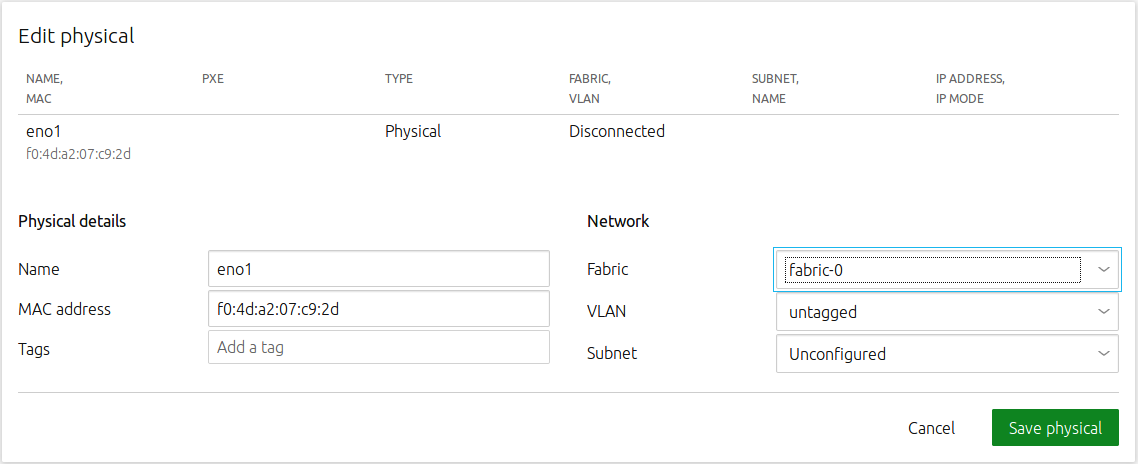 Edit physical
NAME, PXE TYPE FABRIC, SUBNET, IP ADDRESS,
MAC VLAN NAME IP MODE
eno1 Physical Disconnected
f0:4d:a2:07:c9:2d
Physical details Network
Name eno1 Fabric fabric-0
MAC address f0:4d:a2:07:c9:2d VLAN untagged
Tags Add a tag Subnet Unconfigured
Cancel Save physical